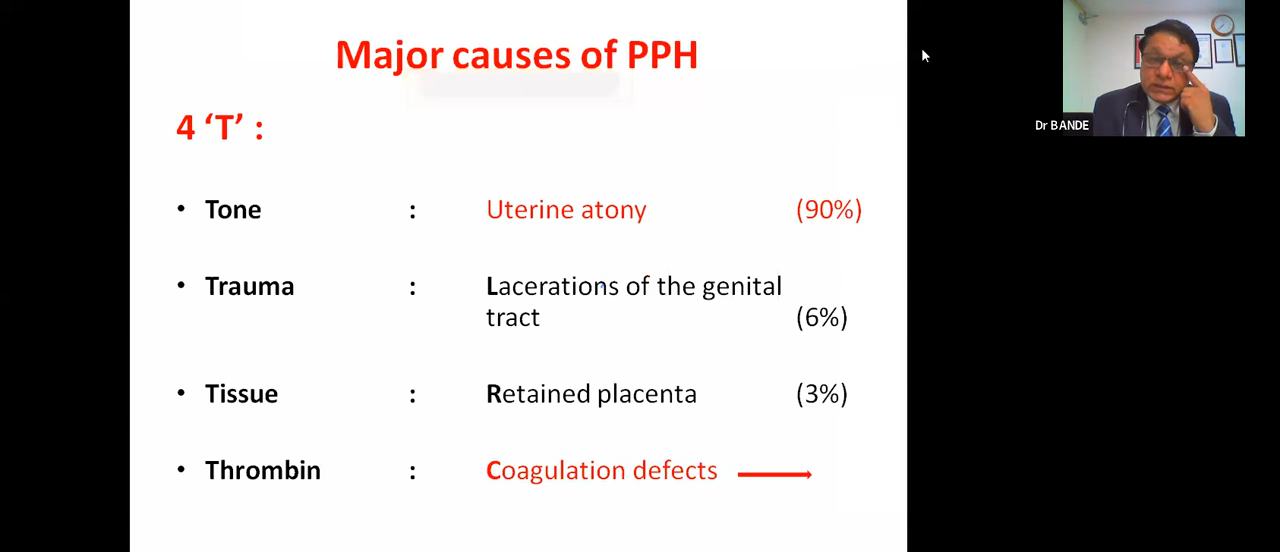 Major causes of PPH
4 ‘T’ :
• Tone : Uterine atony (90%)
• Trauma : Lacerations of the genital
tract (6%)
• Tissue : Retained placenta (3%)
• Thrombin : Coagulation defects
Dr BANDE